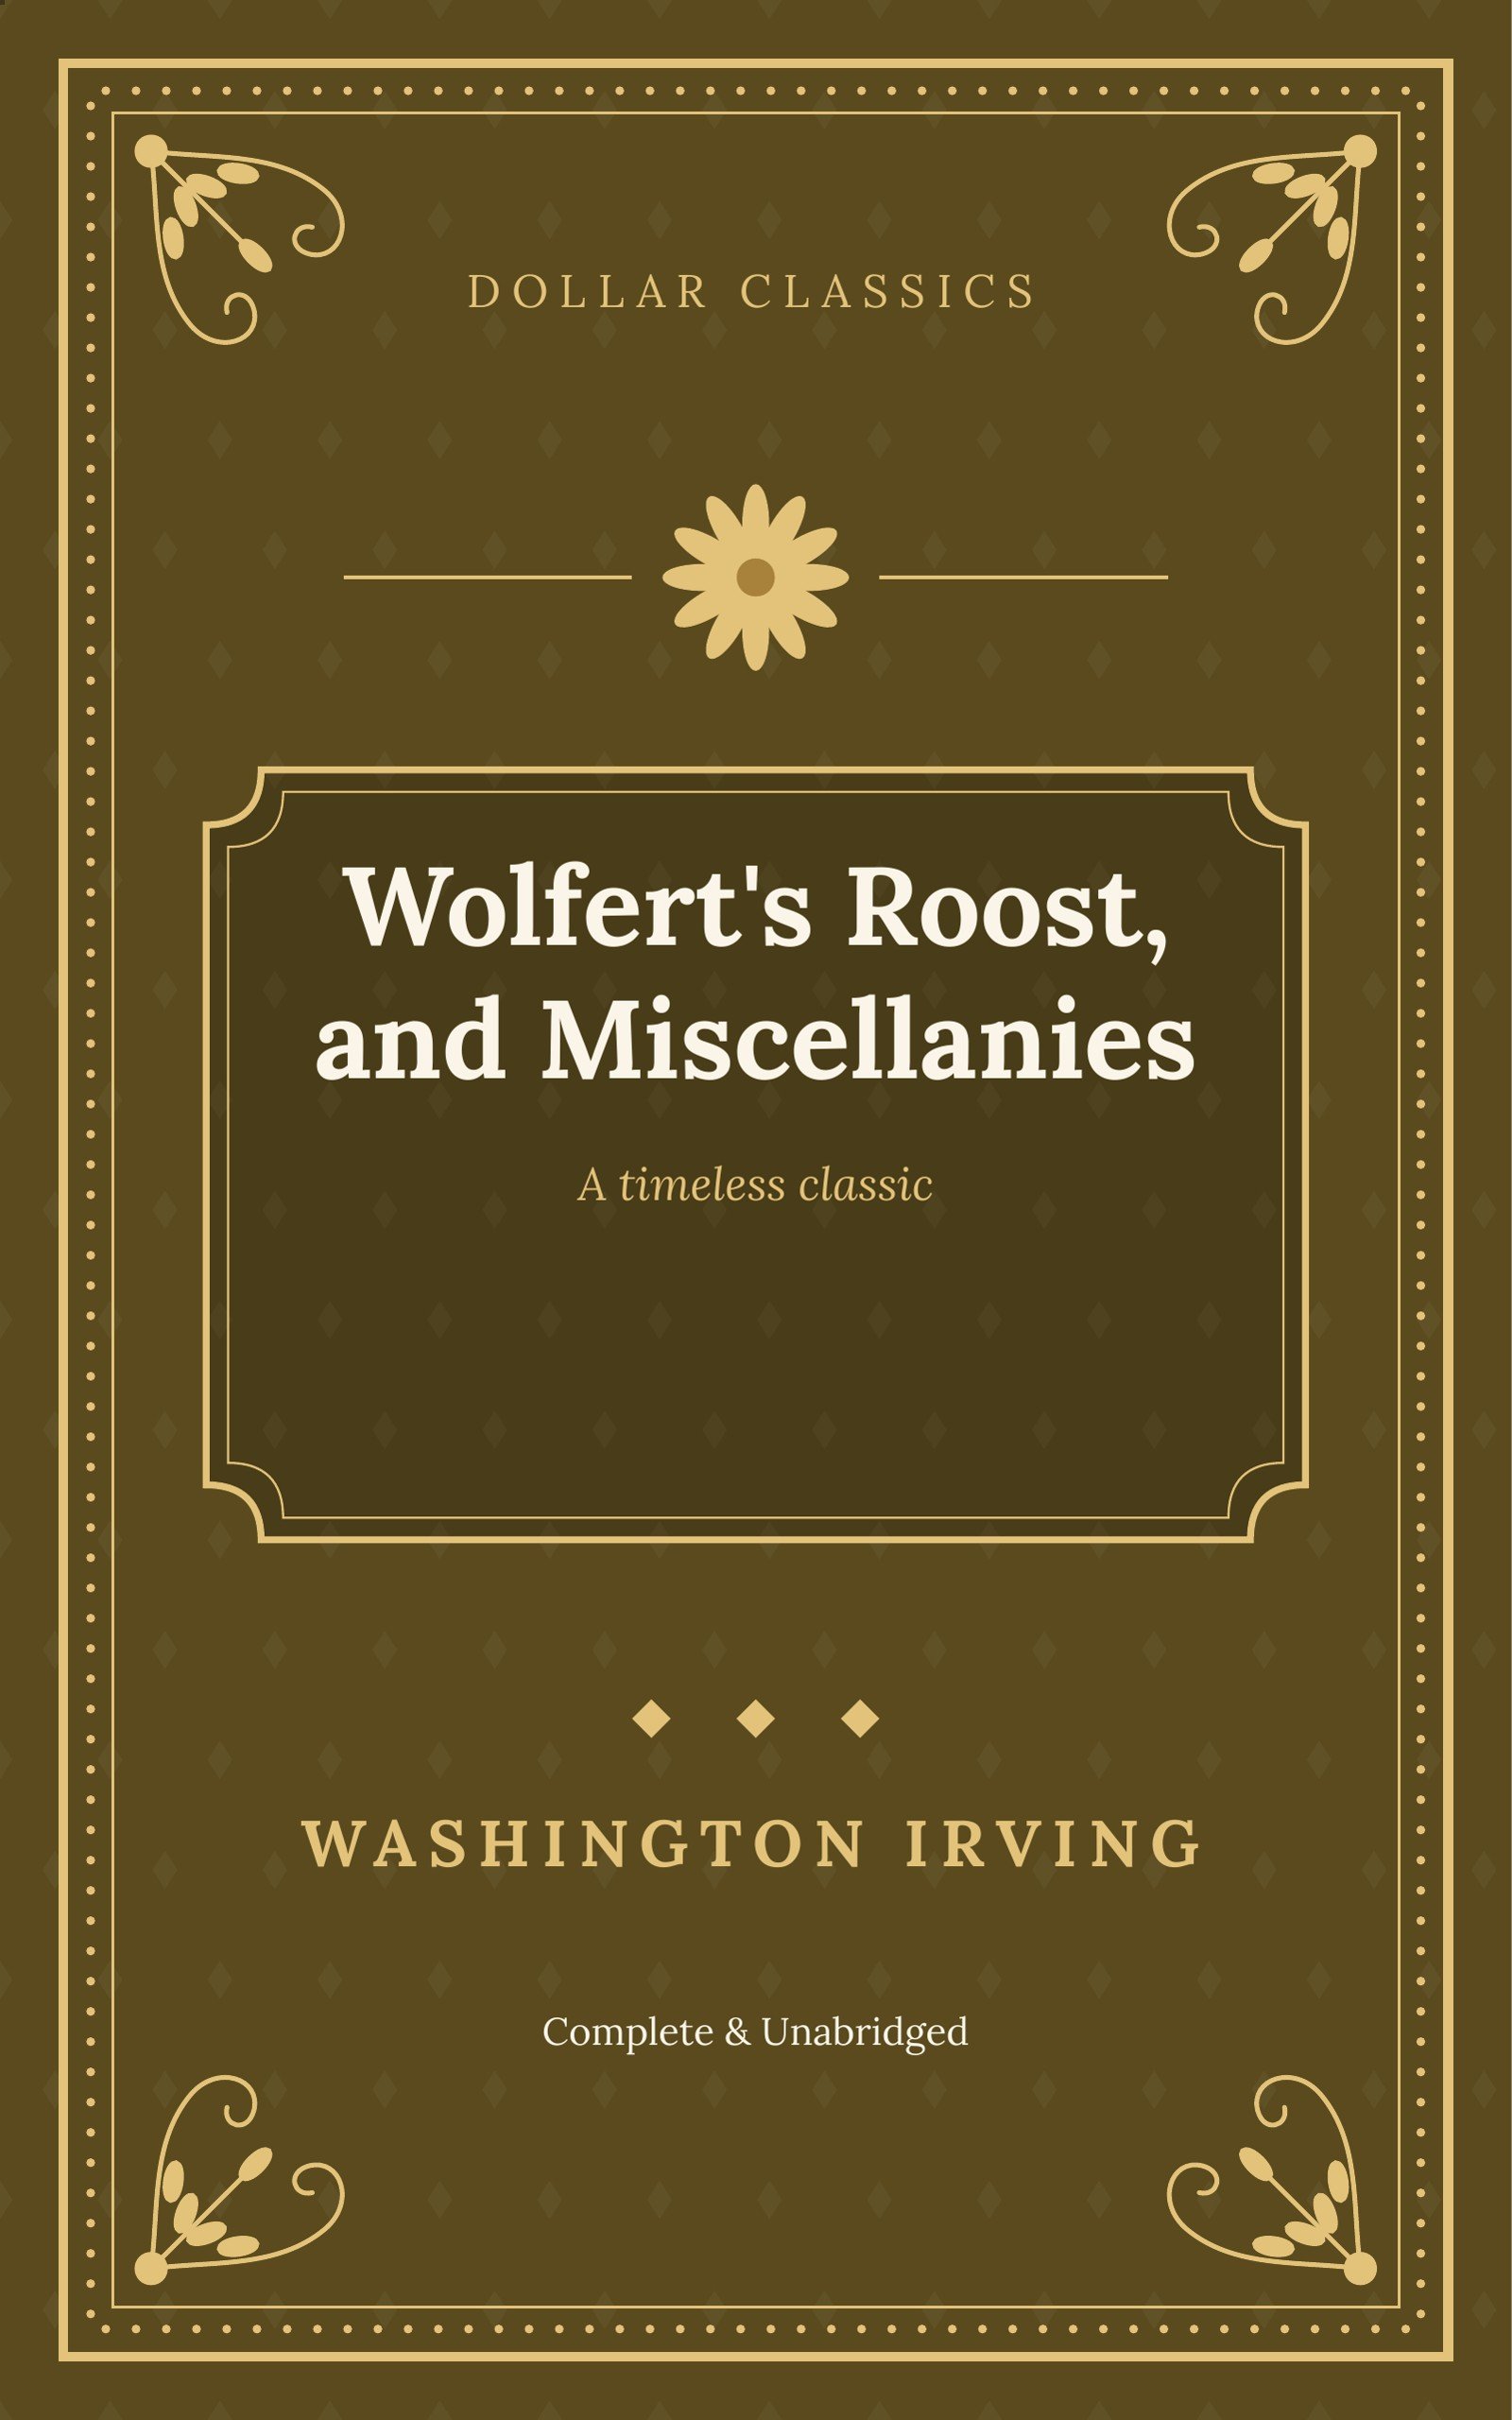 DOLLAR CLASSICS
Wolfert's Roost,
and Miscellanies
A timeless classic
WASHINGTON IRVING
Complete & Unabridged